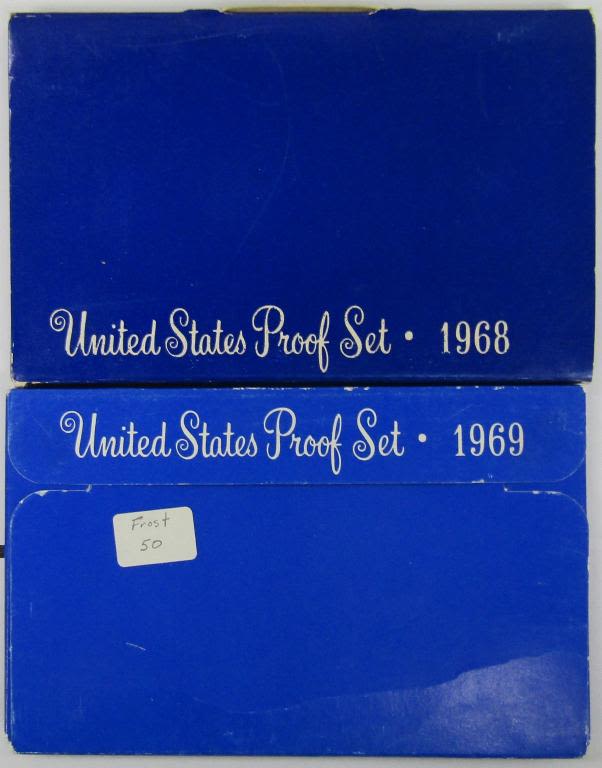 United States Proof Set • 1968
United States Proof Set • 1969
Frost
50